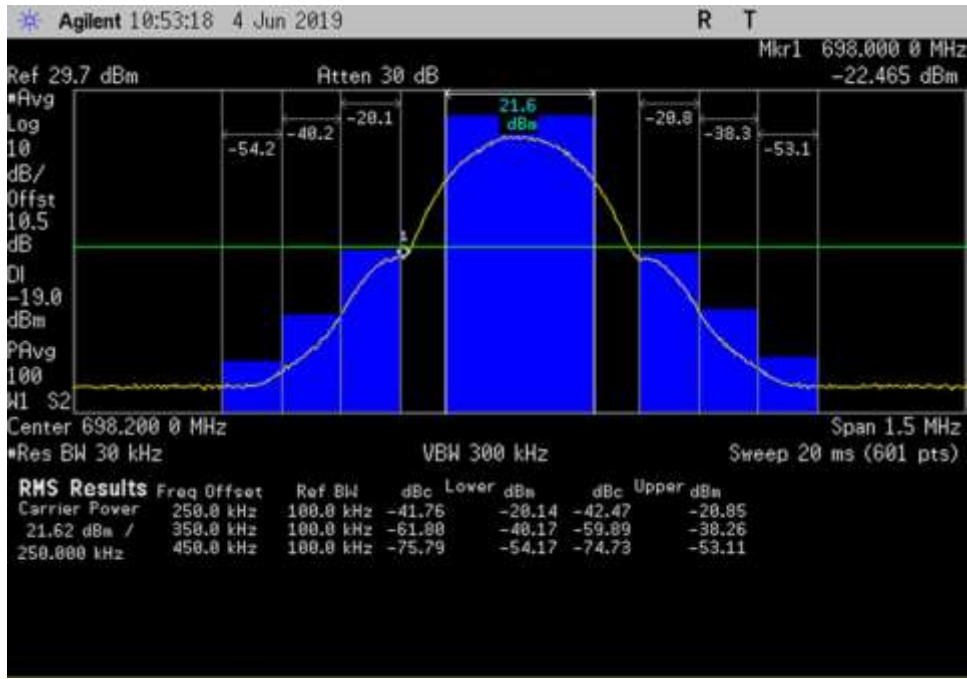 Agilent 10:53:18 4 Jun 2019 R T
Mkr1 698.000 0 MHz
Ref 29.7 dBm Atten 30 dB -22.465 dBm
#Avg
Log
10
dB/
Offst
10.5
dB
DI
-19.0
dBm
PAvg
100
W1 S2
21.6
dBm
-54.2 -40.2 -20.1 -20.8 -38.3 -53.1
1
Center 698.200 0 MHz Span 1.5 MHz
#Res BW 30 kHz VBW 300 kHz Sweep 20 ms (601 pts)
RMS Results Freq Offset Ref BW dBc Lower dBm dBc Upper dBm
Carrier Power 250.0 kHz 100.0 kHz -41.76 -20.14 -42.47 -20.85
21.62 dBm / 350.0 kHz 100.0 kHz -61.80 -40.17 -59.89 -38.26
250.000 kHz 450.0 kHz 100.0 kHz -75.79 -54.17 -74.73 -53.11